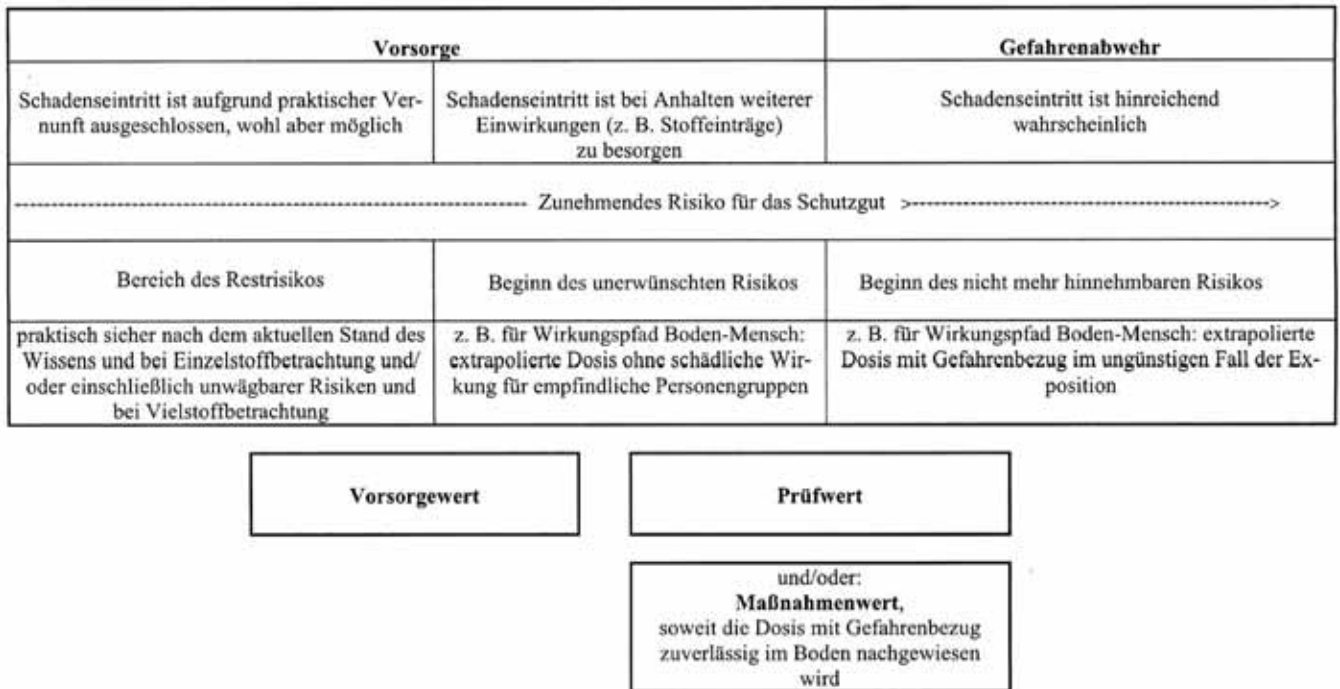 Vorsorge
Gefahrenabwehr
Schadenseintritt ist aufgrund praktischer Ver-
nunft ausgeschlossen, wohl aber möglich
Schadenseintritt ist bei Anhalten weiterer
Einwirkungen (z. B. Stoffeinträge)
zu besorgen
Schadenseintritt ist hinreichend
wahrscheinlich
---------------------------------------- Zunehmendes Risiko für das Schutzgut >---------------------------------------->
Bereich des Restrisikos
Beginn des unerwünschten Risikos
Beginn des nicht mehr hinnehmbaren Risikos
praktisch sicher nach dem aktuellen Stand des
Wissens und bei Einzelstoffbetrachtung und/
oder einschließlich unwägbarer Risiken und
bei Vielstoffbetrachtung
z. B. für Wirkungspfad Boden-Mensch:
extrapolierte Dosis ohne schädliche Wir-
kung für empfindliche Personengruppen
z. B. für Wirkungspfad Boden-Mensch: extrapolierte
Dosis mit Gefahrenbezug im ungünstigen Fall der Ex-
position
Vorsorgewert
Prüfwert
und/oder:
Maßnahmenwert,
soweit die Dosis mit Gefahrenbezug
zuverlässig im Boden nachgewiesen
wird